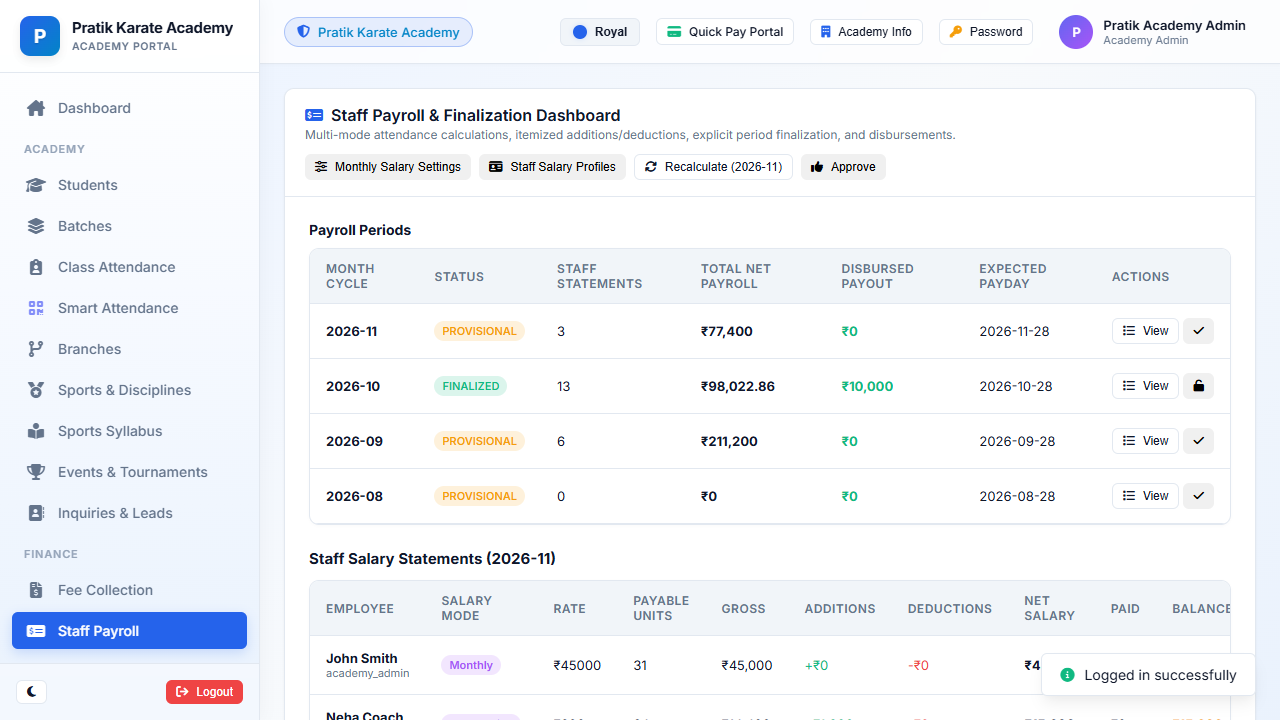 P
Pratik Karate Academy
ACADEMY PORTAL
Pratik Karate Academy
Royal
Quick Pay Portal
Academy Info
Password
P
Pratik Academy Admin
Academy Admin
Dashboard
ACADEMY
Students
Batches
Class Attendance
Smart Attendance
Branches
Sports & Disciplines
Sports Syllabus
Events & Tournaments
Inquiries & Leads
FINANCE
Fee Collection
Staff Payroll
Logout
Staff Payroll & Finalization Dashboard
Multi-mode attendance calculations, itemized additions/deductions, explicit period finalization, and disbursements.
Monthly Salary Settings
Staff Salary Profiles
Recalculate (2026-11)
Approve
Payroll Periods
MONTH CYCLE STATUS STAFF STATEMENTS TOTAL NET PAYROLL DISBURSED PAYOUT EXPECTED PAYDAY ACTIONS
2026-11 PROVISIONAL 3 ₹77,400 ₹0 2026-11-28 View
2026-10 FINALIZED 13 ₹98,022.86 ₹10,000 2026-10-28 View
2026-09 PROVISIONAL 6 ₹211,200 ₹0 2026-09-28 View
2026-08 PROVISIONAL 0 ₹0 ₹0 2026-08-28 View
Staff Salary Statements (2026-11)
EMPLOYEE SALARY MODE RATE PAYABLE UNITS GROSS ADDITIONS DEDUCTIONS NET SALARY PAID BALANCE
John Smith Monthly ₹45000 31 ₹45,000 +₹0 -₹0
academy_admin
Neha Coach
Logged in successfully